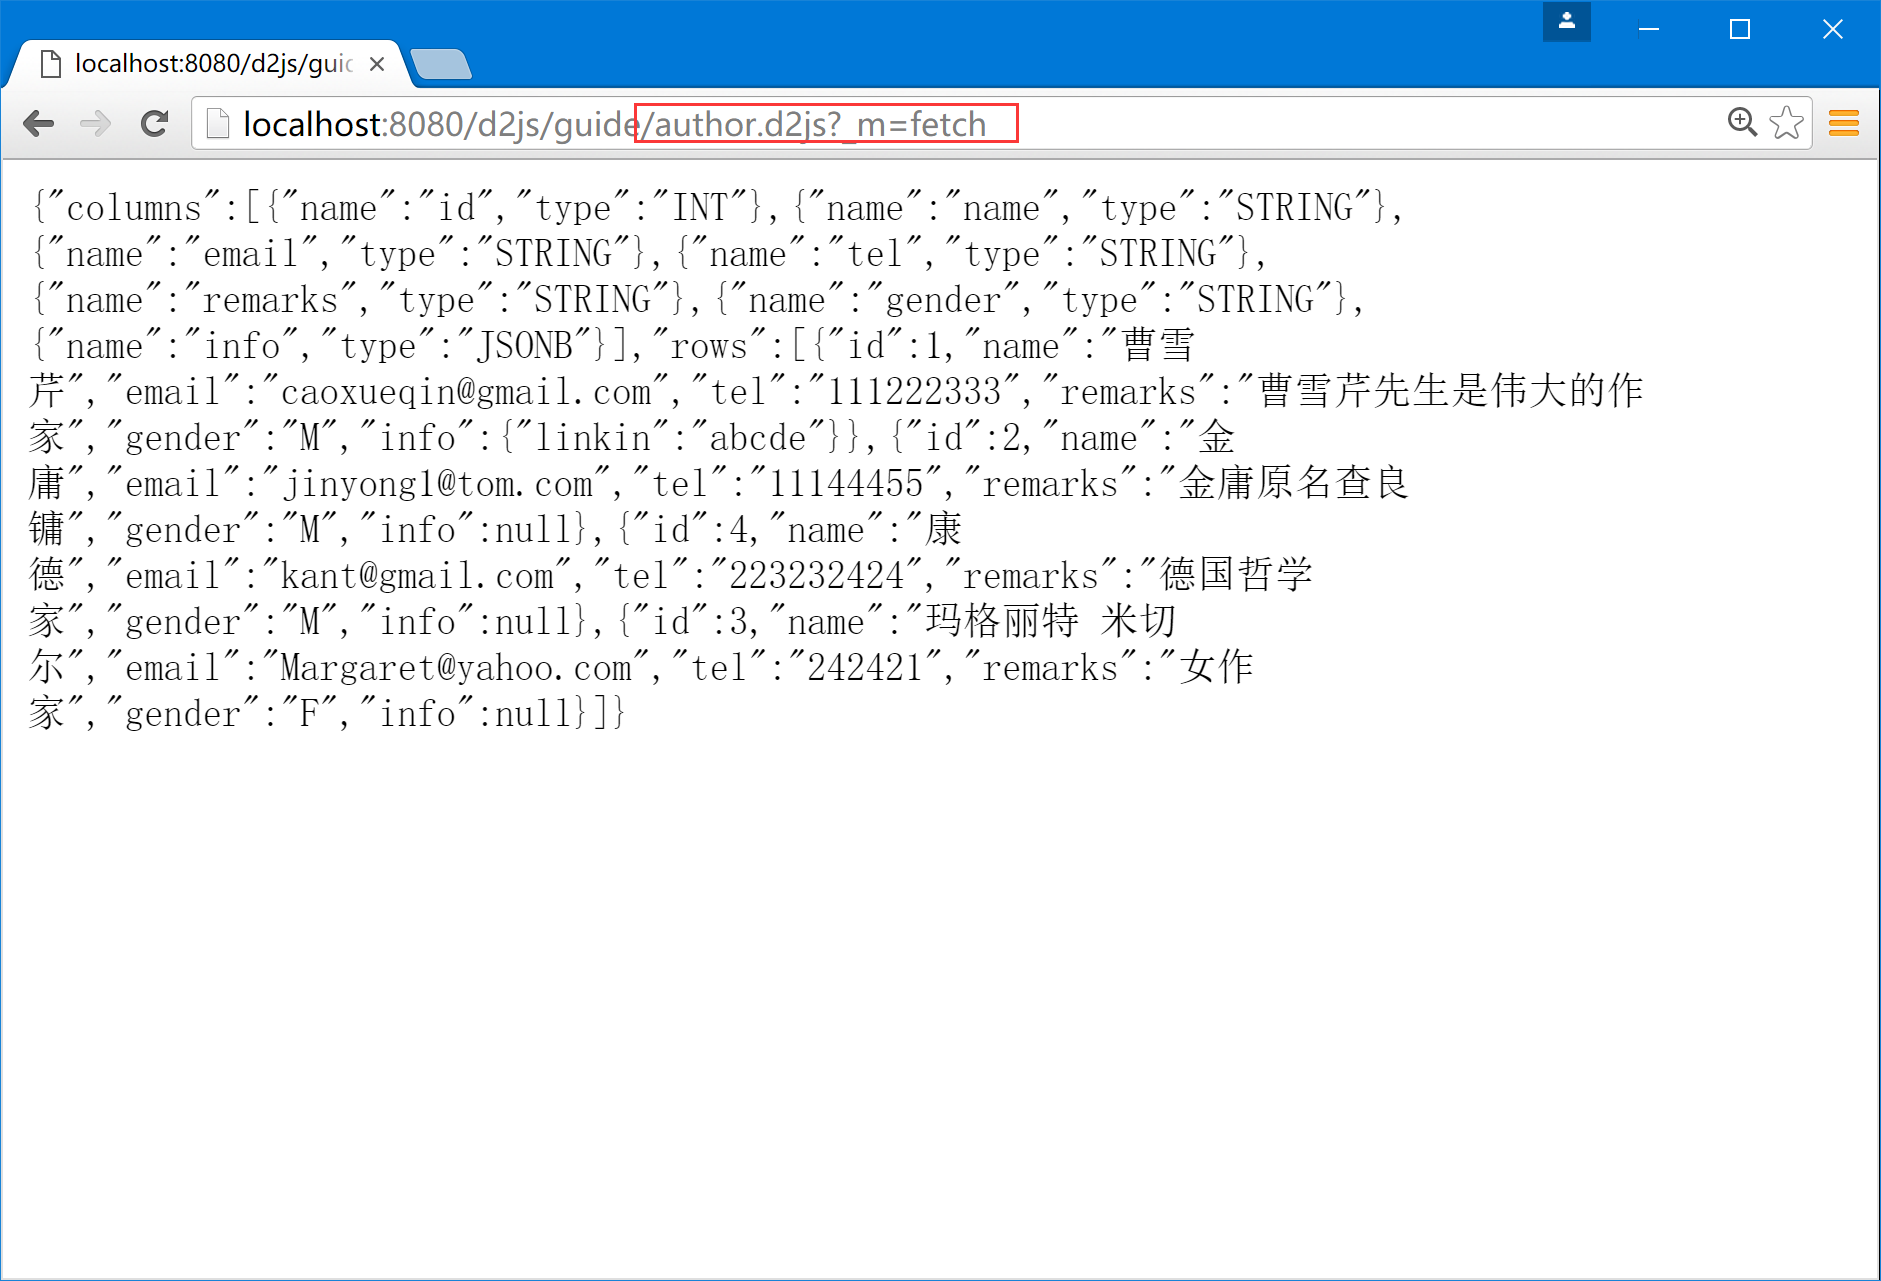 localhost:8080/d2js/guic
localhost:8080/d2js/guide/author.d2js?_m=fetch
{"columns":[{"name":"id","type":"INT"},{"name":"name","type":"STRING"},
{"name":"email","type":"STRING"},{"name":"tel","type":"STRING"},
{"name":"remarks","type":"STRING"},{"name":"gender","type":"STRING"},
{"name":"info","type":"JSONB"}],"rows":[{"id":1,"name":"曹雪
芹","email":"caoxueqin@gmail.com","tel":"111222333","remarks":"曹雪芹先生是伟大的作
家","gender":"M","info":{"linkin":"abcde"}},{"id":2,"name":"金
庸","email":"jinyong1@tom.com","tel":"11144455","remarks":"金庸原名查良
镛","gender":"M","info":null},{"id":4,"name":"康
德","email":"kant@gmail.com","tel":"223232424","remarks":"德国哲学
家","gender":"M","info":null},{"id":3,"name":"玛格丽特 米切
尔","email":"Margaret@yahoo.com","tel":"242421","remarks":"女作
家","gender":"F","info":null}]}